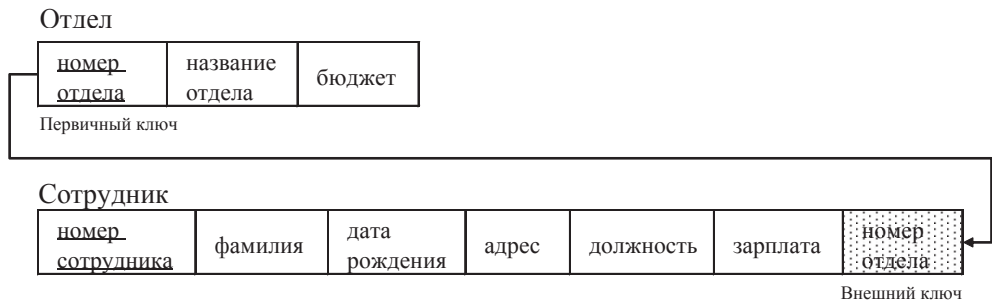 Отдел
номер название бюджет
отдела отдела
Первичный ключ
Сотрудник
номер фамилия дата адрес должность зарплата номер
сотрудника рождения отдела
Внешний ключ